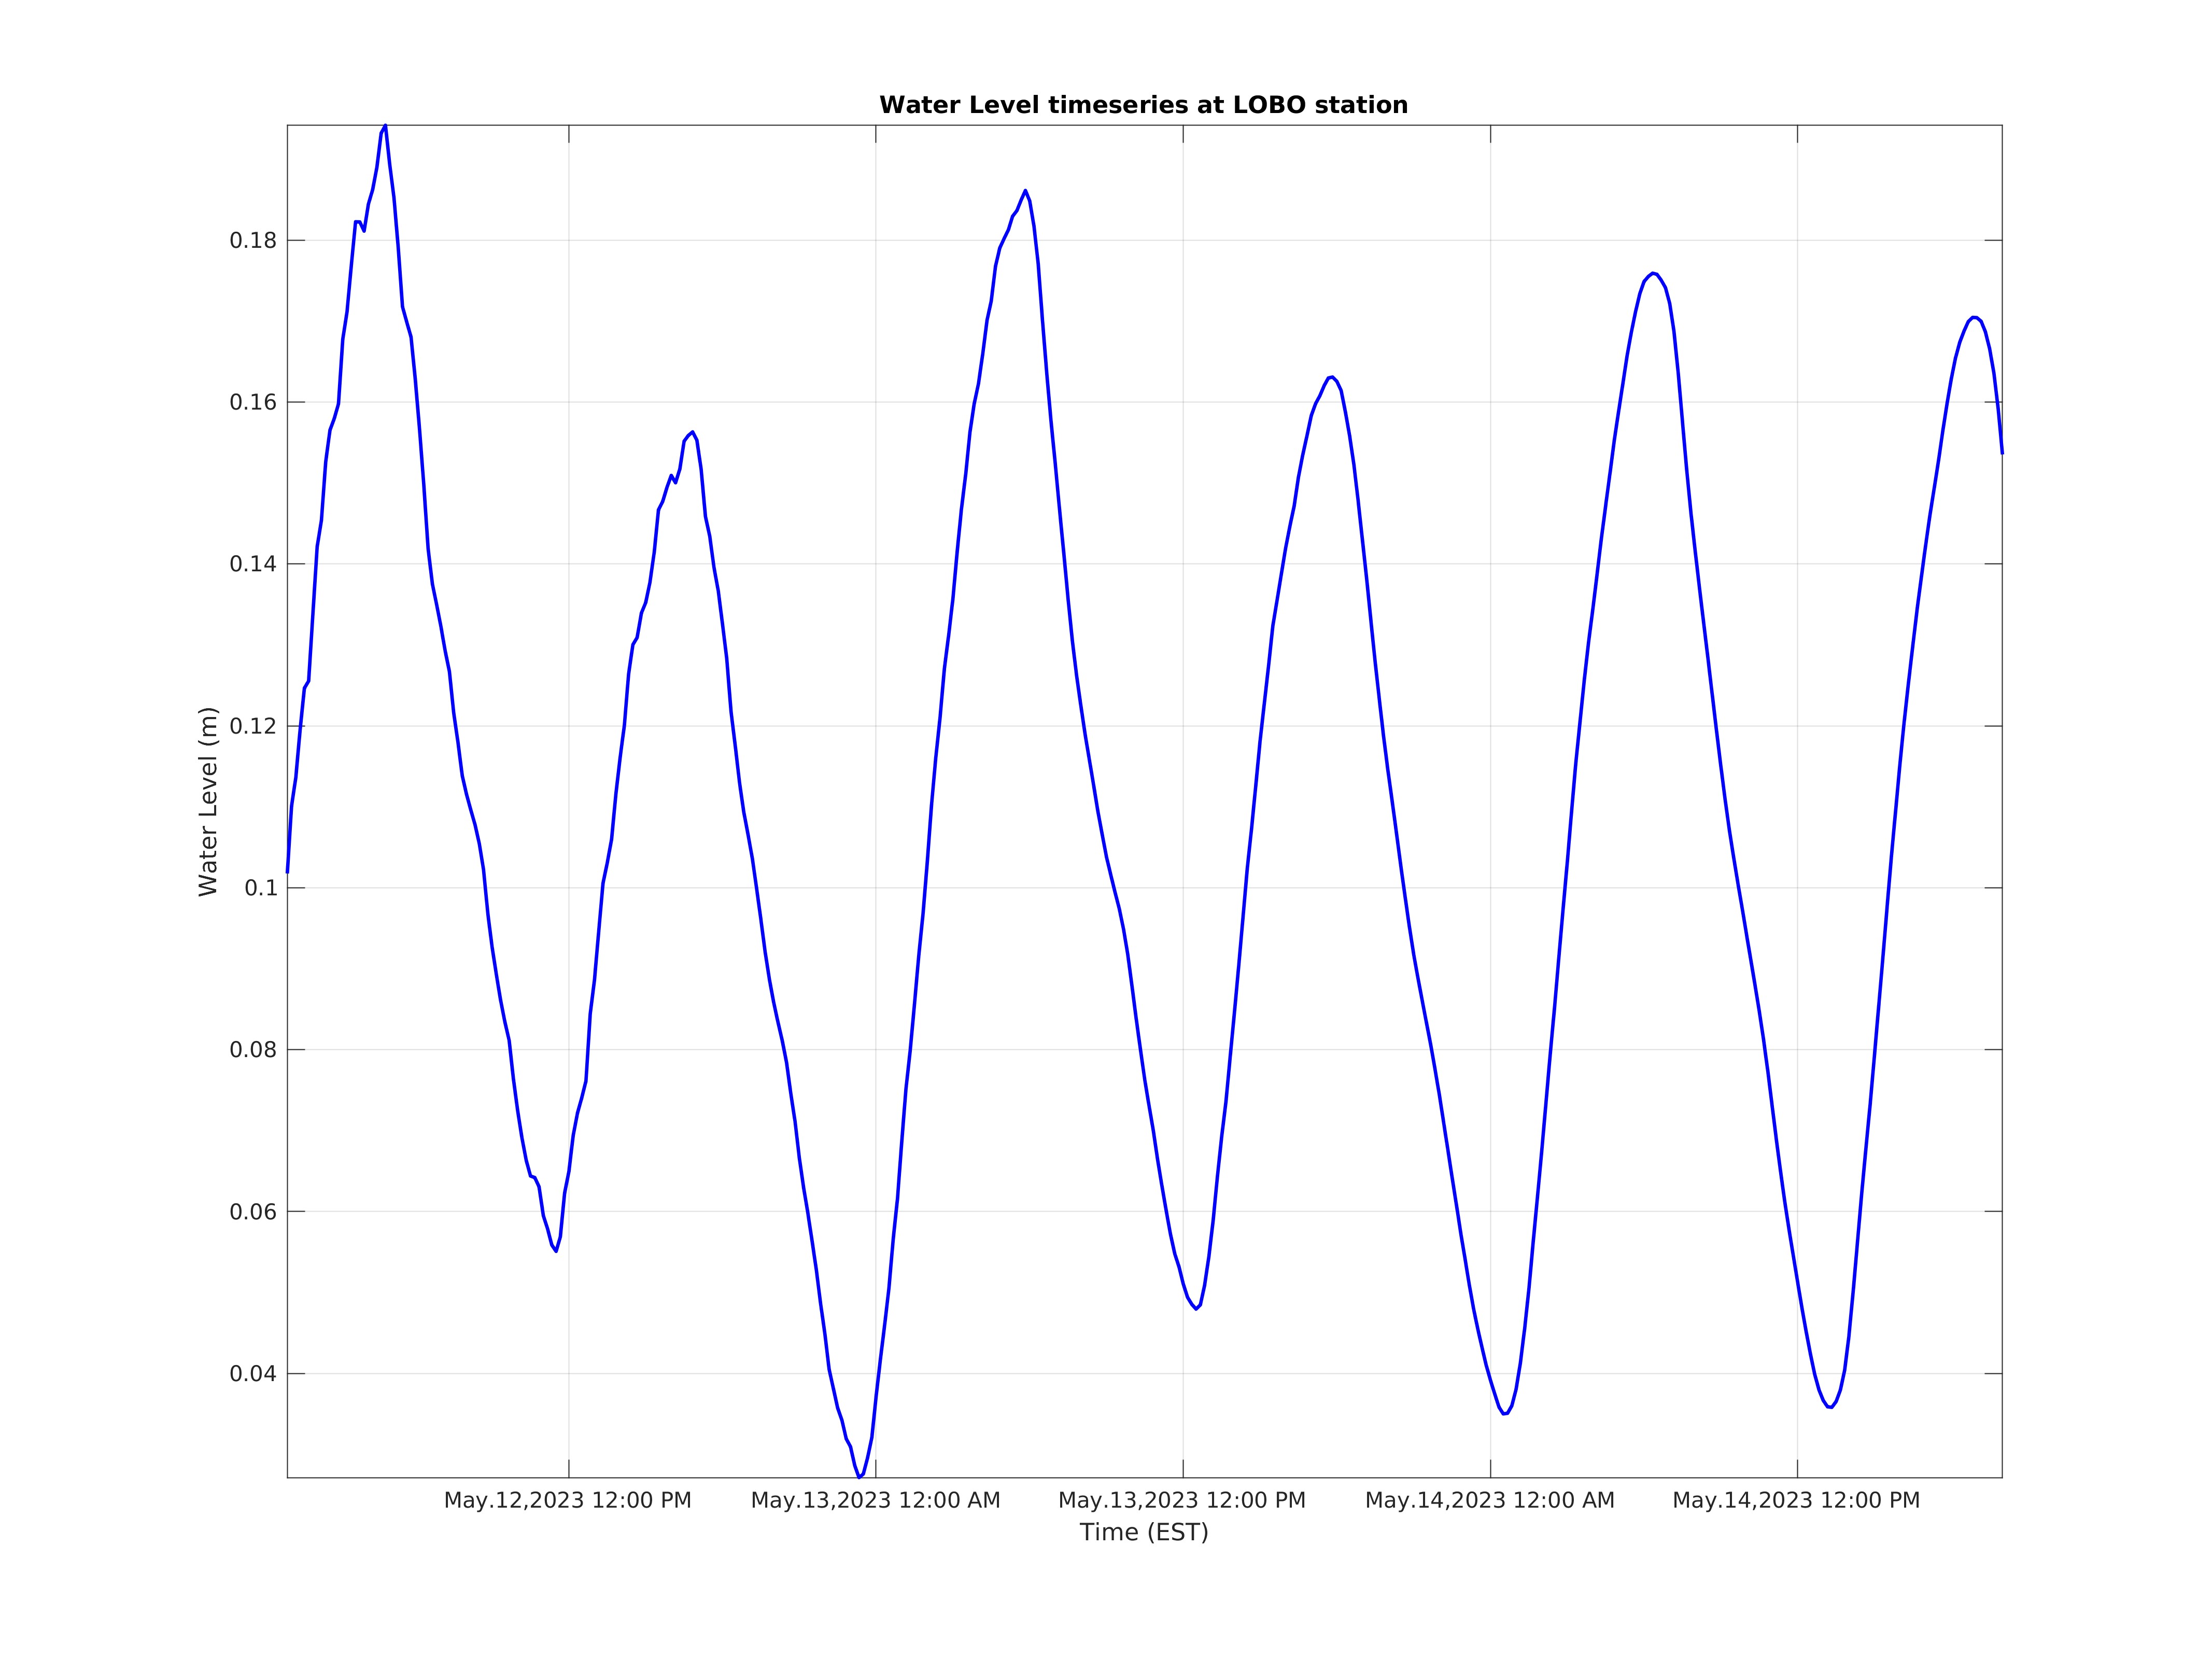 Water Level timeseries at LOBO station
Water Level (m)
0.18
0.16
0.14
0.12
0.1
0.08
0.06
0.04
May.12,2023 12:00 PM
May.13,2023 12:00 AM
May.13,2023 12:00 PM
May.14,2023 12:00 AM
May.14,2023 12:00 PM
Time (EST)